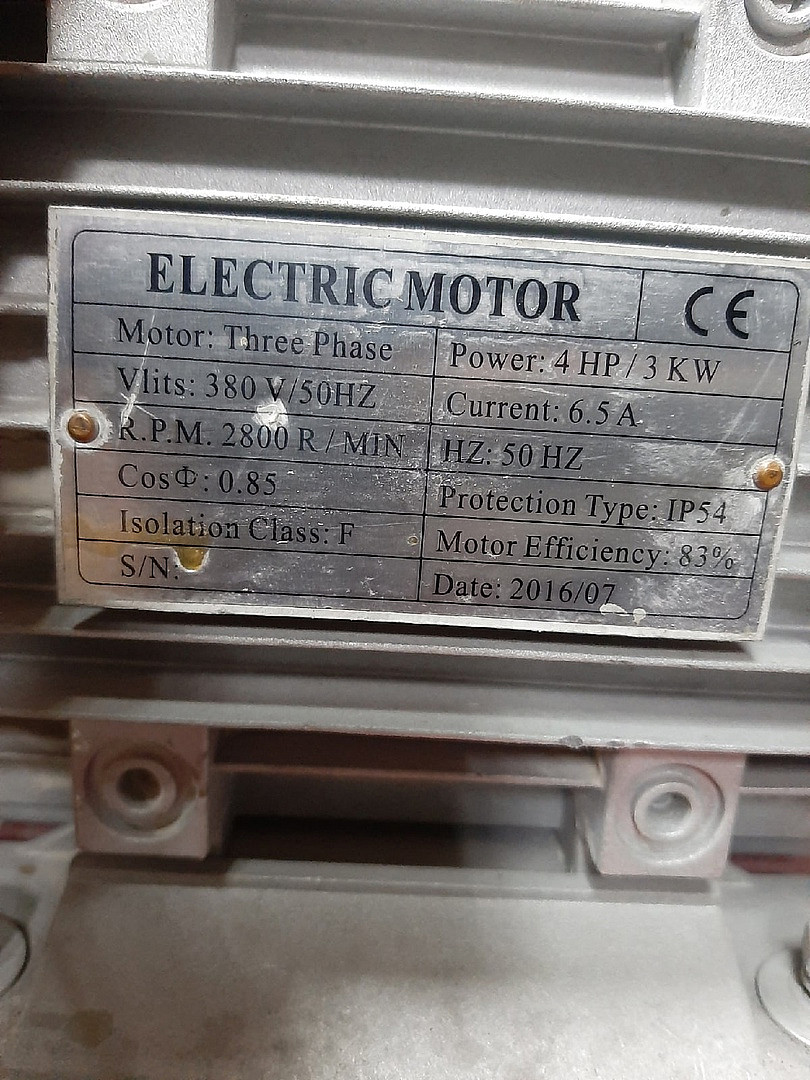 ELECTRIC MOTOR CE
Motor: Three Phase
Power: 4 HP / 3 KW
Vlits: 380 V/50HZ
Current: 6.5 A
R.P.M. 2800 R / MIN
HZ: 50 HZ
CosΦ: 0.85
Protection Type: IP54
Isolation Class: F
Motor Efficiency: 83%
S/N:
Date: 2016/07